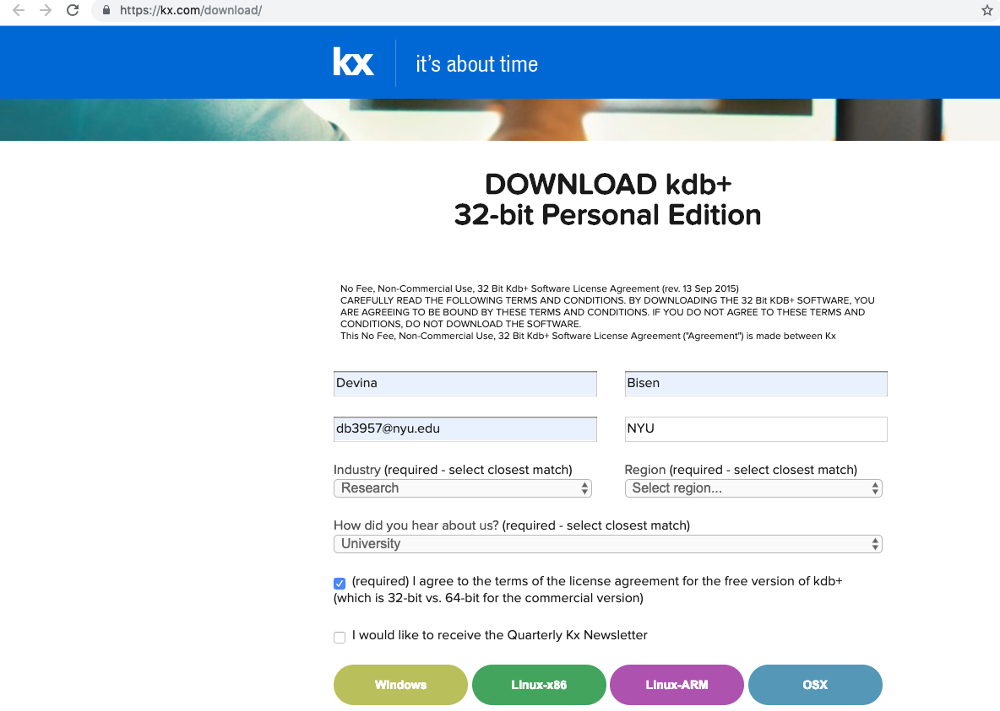 https://kx.com/download/
kx it's about time
DOWNLOAD kdb+
32-bit Personal Edition
No Fee, Non-Commercial Use, 32 Bit Kdb+ Software License Agreement (rev. 13 Sep 2015)
CAREFULLY READ THE FOLLOWING TERMS AND CONDITIONS. BY DOWNLOADING THE 32 Bit KDB+ SOFTWARE, YOU
ARE AGREEING TO BE BOUND BY THESE TERMS AND CONDITIONS. IF YOU DO NOT AGREE TO THESE TERMS AND
CONDITIONS, DO NOT DOWNLOAD THE SOFTWARE.
This No Fee, Non-Commercial Use, 32 Bit Kdb+ Software License Agreement ("Agreement") is made between Kx
Devina Bisen
db3957@nyu.edu NYU
Industry (required - select closest match) Region (required - select closest match)
Research Select region...
How did you hear about us? (required - select closest match)
University
(required) I agree to the terms of the license agreement for the free version of kdb+
(which is 32-bit vs. 64-bit for the commercial version)
I would like to receive the Quarterly Kx Newsletter
Windows Linux-x86 Linux-ARM OSX